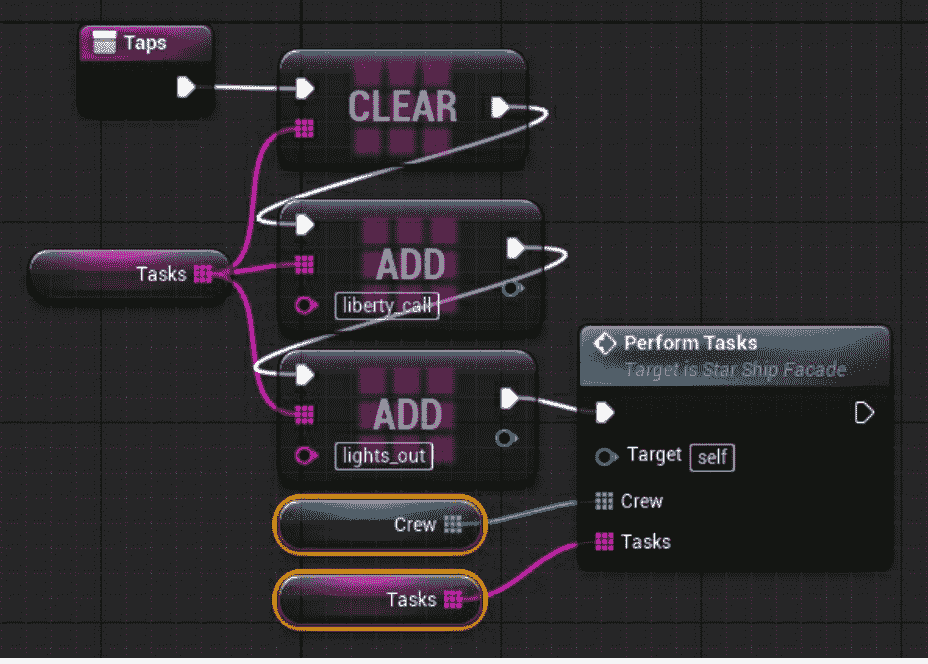 Taps
CLEAR
Tasks
ADD
liberty_call
ADD
lights_out
Perform Tasks
Target is Star Ship Facade
Target self
Crew
Tasks
Crew
Tasks